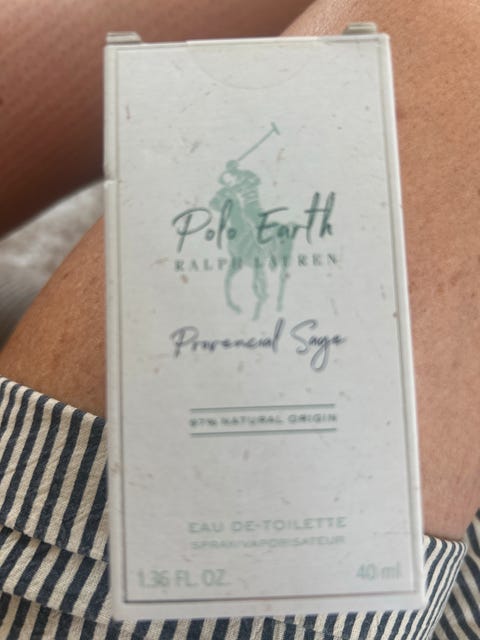 Polo Earth
RALPH LAUREN
Provencial Sage
97% NATURAL ORIGIN
EAU DE-TOILETTE
SPRAY/VAPORISATEUR
1.36 FL. OZ. 40 ml